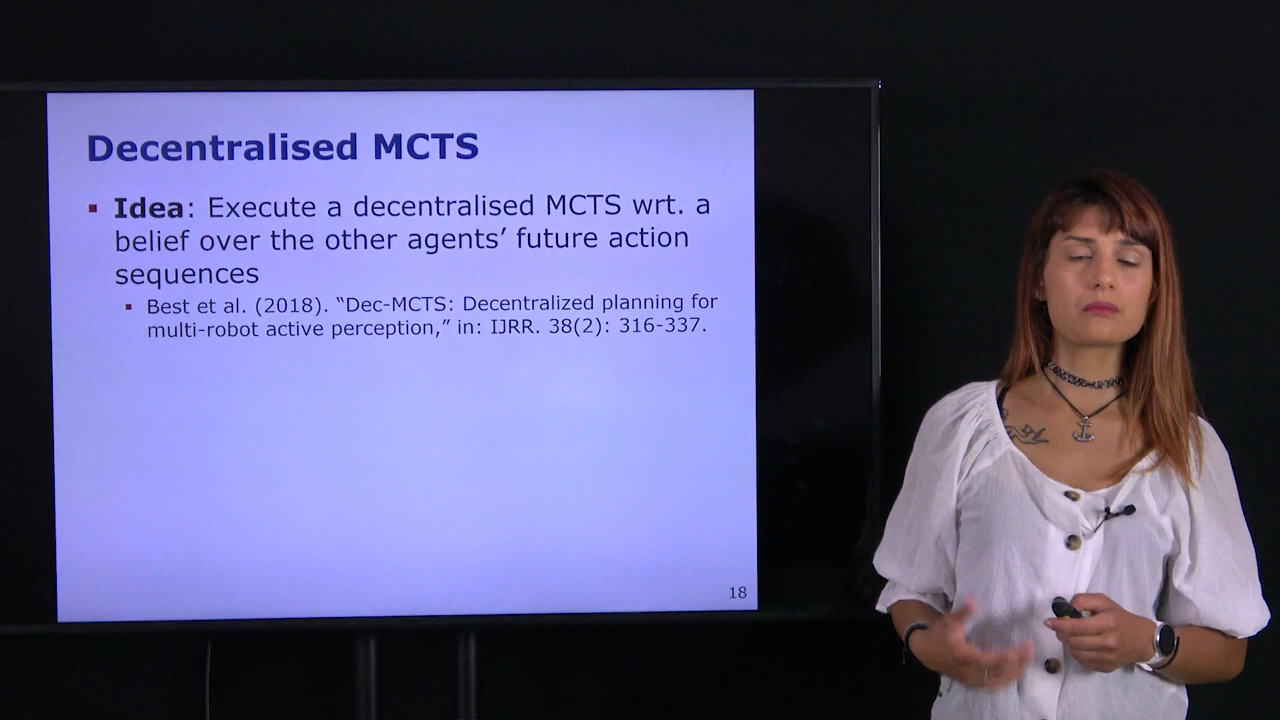 Decentralised MCTS
▪ Idea: Execute a decentralised MCTS wrt. a
belief over the other agents’ future action
sequences
▪ Best et al. (2018). “Dec-MCTS: Decentralized planning for
multi-robot active perception,” in: IJRR. 38(2): 316-337.
18